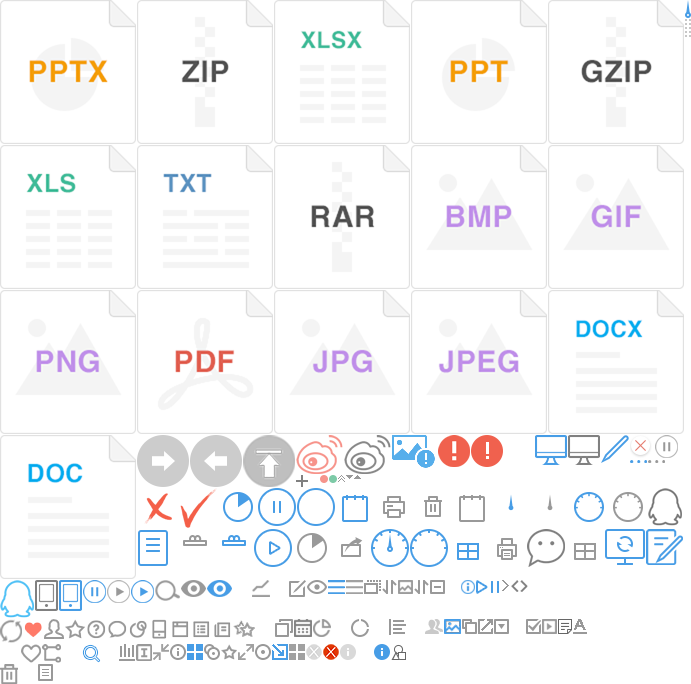 PPTX ZIP XLSX PPT GZIP
XLS TXT RAR BMP GIF
PNG PDF JPG JPEG DOCX
DOC